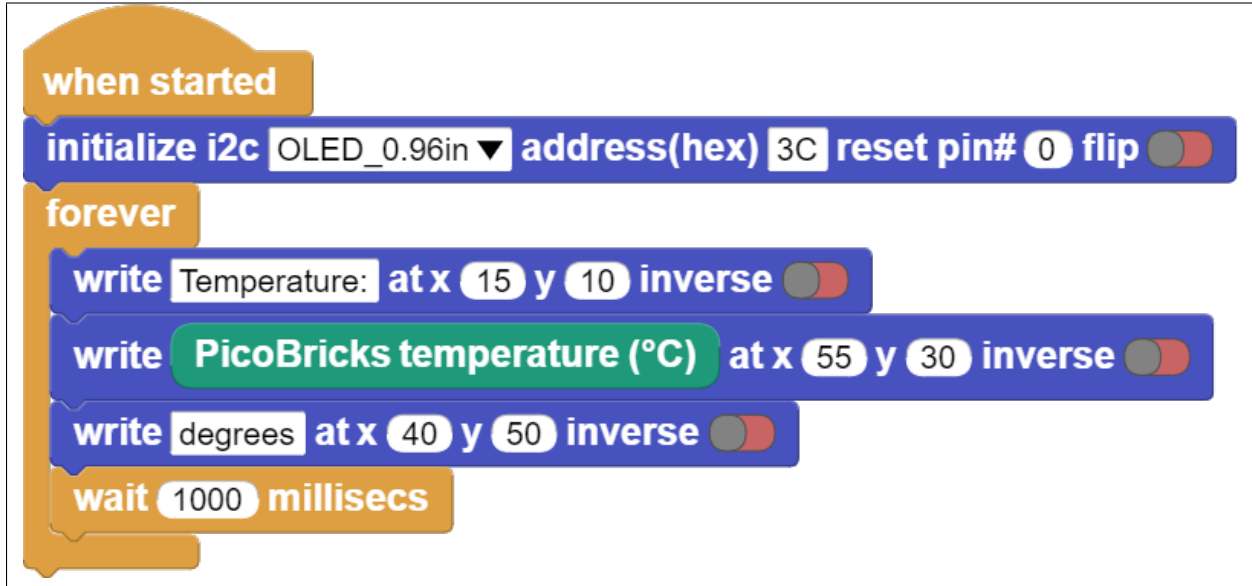 when started
initialize i2c OLED_0.96in address(hex) 3C reset pin# 0 flip
forever
write Temperature: at x 15 y 10 inverse
write PicoBricks temperature (°C) at x 55 y 30 inverse
write degrees at x 40 y 50 inverse
wait 1000 millisecs